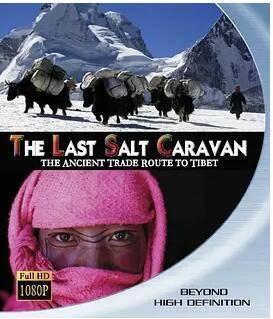 THE LAST SALT CARAVAN
THE ANCIENT TRADE ROUTE TO TIBET
Full HD
1080P
BEYOND
HIGH DEFINITION